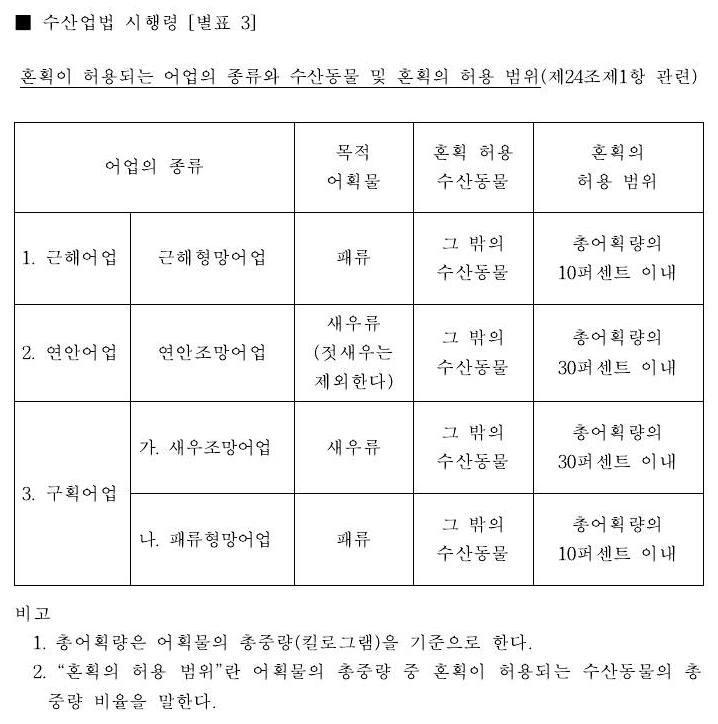 ■ 수산업법 시행령 [별표 3]
혼획이 허용되는 어업의 종류와 수산동물 및 혼획의 허용 범위(제24조제1항 관련)
어업의 종류
목적
어획물
혼획 허용
수산동물
혼획의
허용 범위
1. 근해어업
근해형망어업
패류
그 밖의
수산동물
총어획량의
10퍼센트 이내
2. 연안어업
연안조망어업
새우류
(젓새우는
제외한다)
그 밖의
수산동물
총어획량의
30퍼센트 이내
3. 구획어업
가. 새우조망어업
새우류
그 밖의
수산동물
총어획량의
30퍼센트 이내
나. 패류형망어업
패류
그 밖의
수산동물
총어획량의
10퍼센트 이내
비고
1. 총어획량은 어획물의 총중량(킬로그램)을 기준으로 한다.
2. “혼획의 허용 범위”란 어획물의 총중량 중 혼획이 허용되는 수산동물의 총
중량 비율을 말한다.